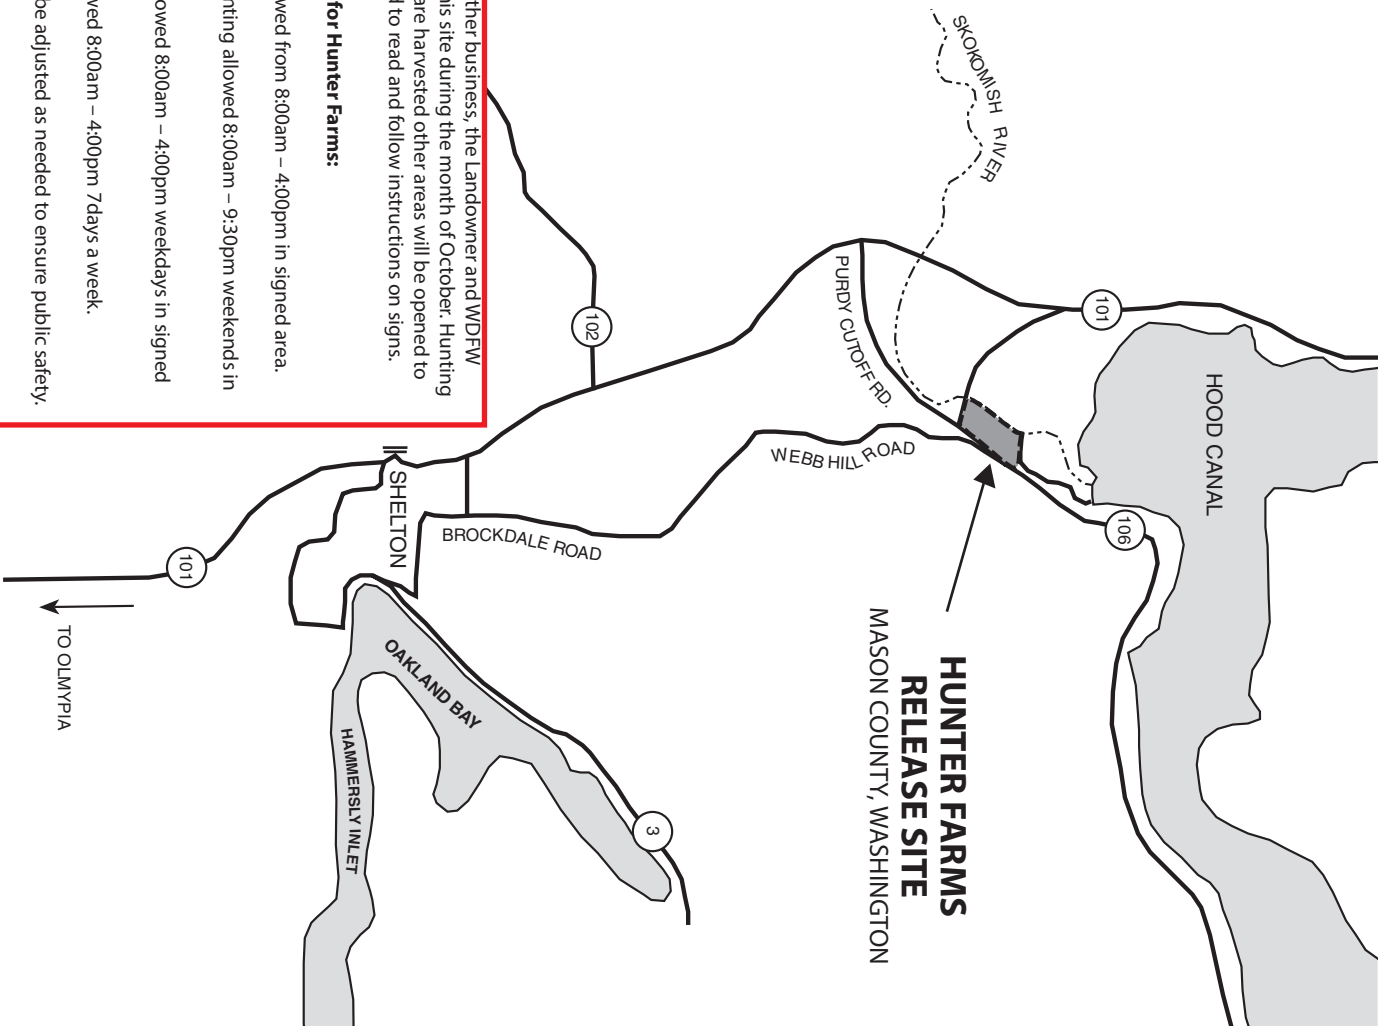 HUNTER FARMS
RELEASE SITE
MASON COUNTY, WASHINGTON
SKOKOMISH RIVER
101
HOOD CANAL
PURDY CUTOFF RD.
WEBB HILL ROAD
106
102
BROCKDALE ROAD
SHELTON
OAKLAND BAY
3
HAMMERSLY INLET
101
TO OLMYPIA
ther business, the Landowner and WDFW
his site during the month of October. Hunting
are harvested other areas will be opened to
d to read and follow instructions on signs.
for Hunter Farms:
wed from 8:00am – 4:00pm in signed area.
nting allowed 8:00am – 9:30pm weekends in
owed 8:00am – 4:00pm weekdays in signed
ved 8:00am – 4:00pm 7days a week.
be adjusted as needed to ensure public safety.